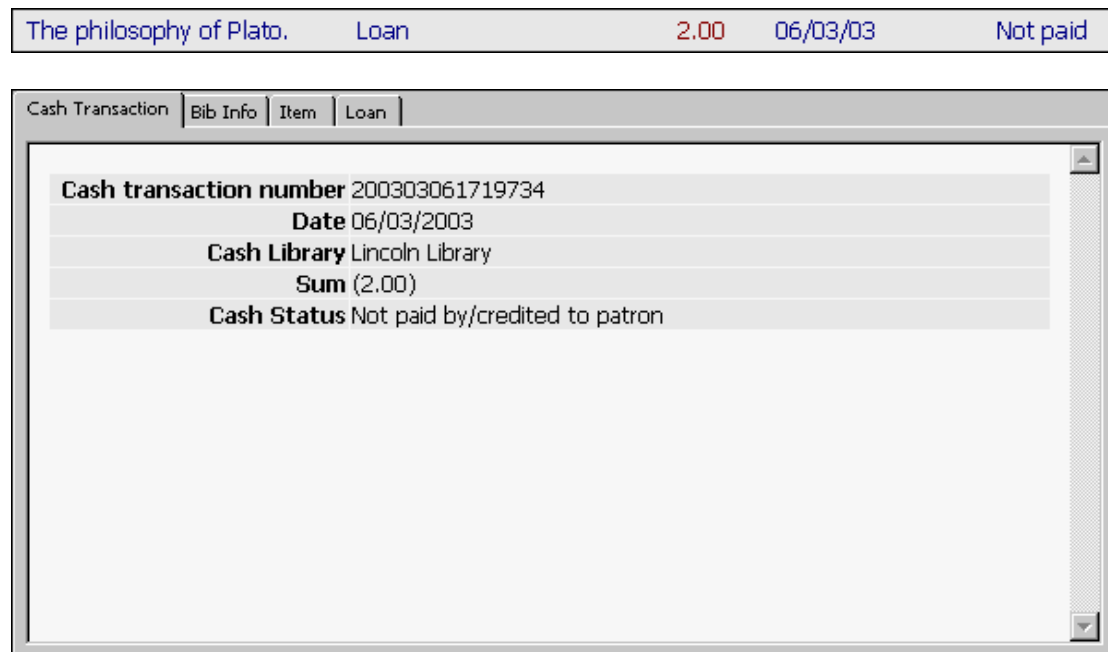 The philosophy of Plato. Loan 2.00 06/03/03 Not paid
Cash Transaction Bib Info Item Loan
Cash transaction number 200303061719734
Date 06/03/2003
Cash Library Lincoln Library
Sum (2.00)
Cash Status Not paid by/credited to patron